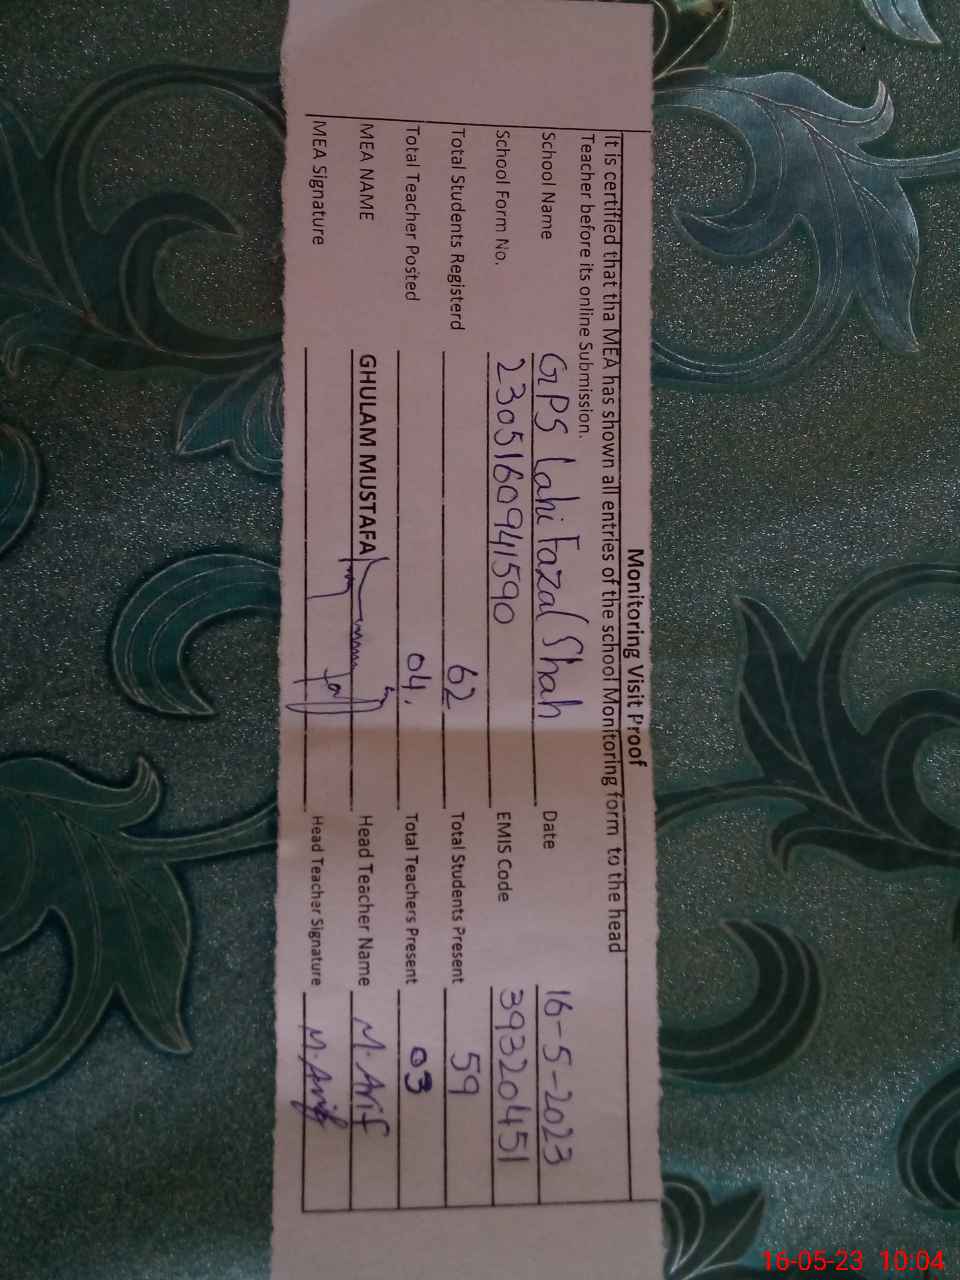 Monitoring Visit Proof
It is certified that tha MEA has shown all entries of the school Monitoring form to the head
Teacher before its online Submission.
School Name GPS Lahi Fazal Shah Date 16-5-2023
School Form No. 2305160941590 EMIS Code 39320451
Total Students Registerd 62 Total Students Present 59
Total Teacher Posted 04. Total Teachers Present 03
MEA NAME GHULAM MUSTAFA Head Teacher Name M. Arif
MEA Signature Head Teacher Signature M. Arif
16-05-23 10:04